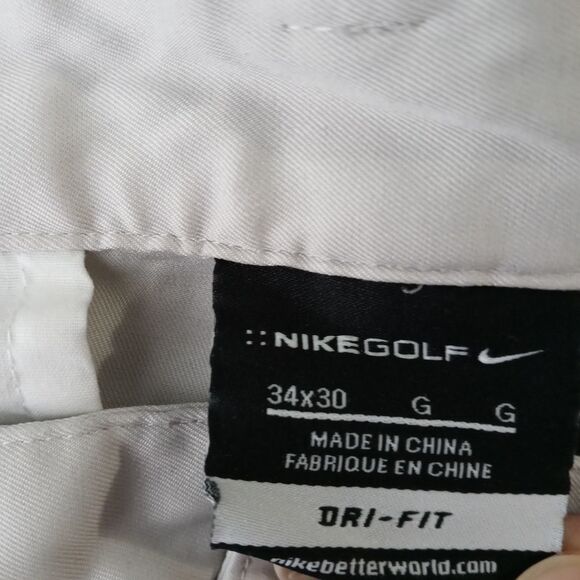 ::NIKEGOLF
34x30 G G
MADE IN CHINA
FABRIQUE EN CHINE
DRI-FIT
nikebetterworld.com